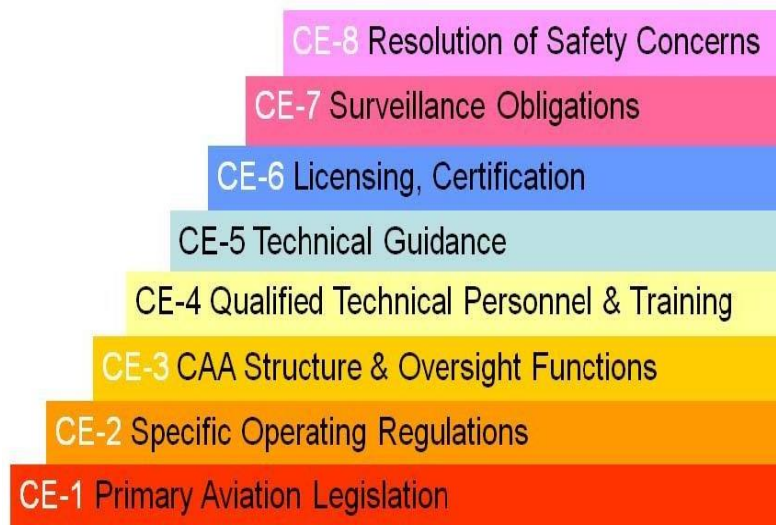 CE-8 Resolution of Safety Concerns
CE-7 Surveillance Obligations
CE-6 Licensing, Certification
CE-5 Technical Guidance
CE-4 Qualified Technical Personnel & Training
CE-3 CAA Structure & Oversight Functions
CE-2 Specific Operating Regulations
CE-1 Primary Aviation Legislation